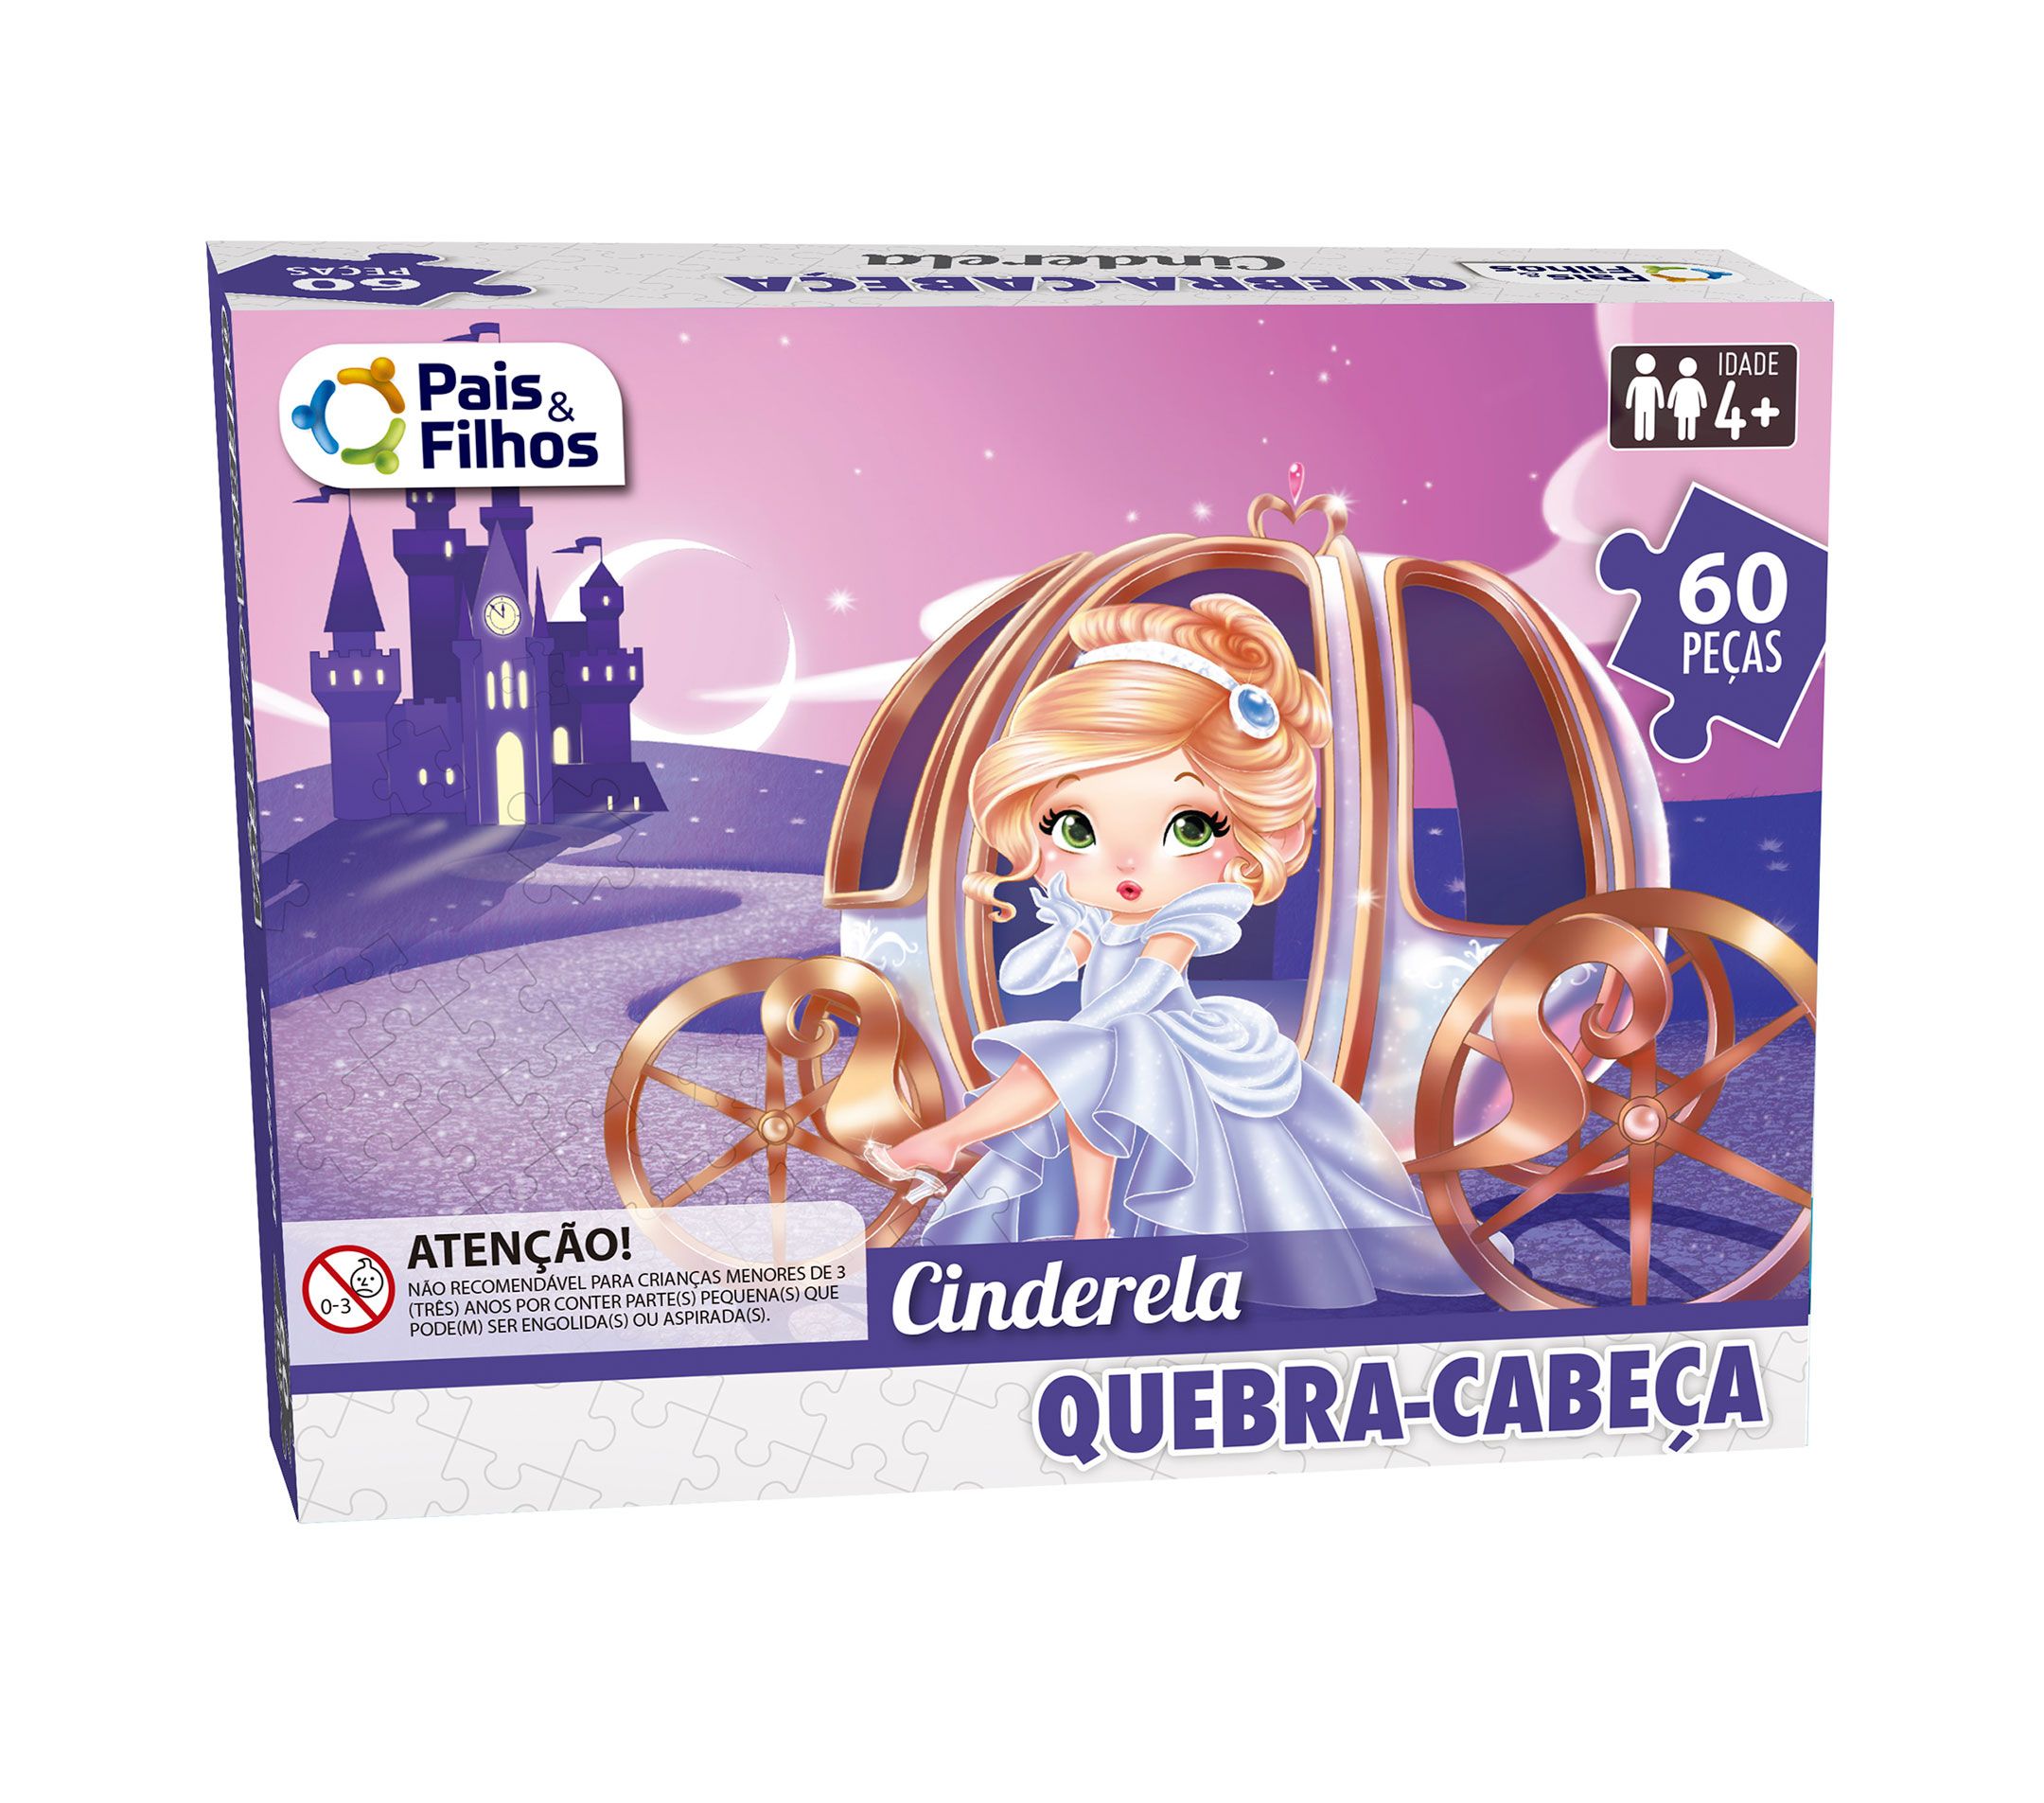 60
PEÇAS
Cinderela
QUEBRA-CABEÇA
Pais &
Filhos
Pais &
Filhos
IDADE
4+
60
PEÇAS
ATENÇÃO!
0-3
NÃO RECOMENDÁVEL PARA CRIANÇAS MENORES DE 3
(TRÊS) ANOS POR CONTER PARTE(S) PEQUENA(S) QUE
PODE(M) SER ENGOLIDA(S) OU ASPIRADA(S).
Cinderela
QUEBRA-CABEÇA